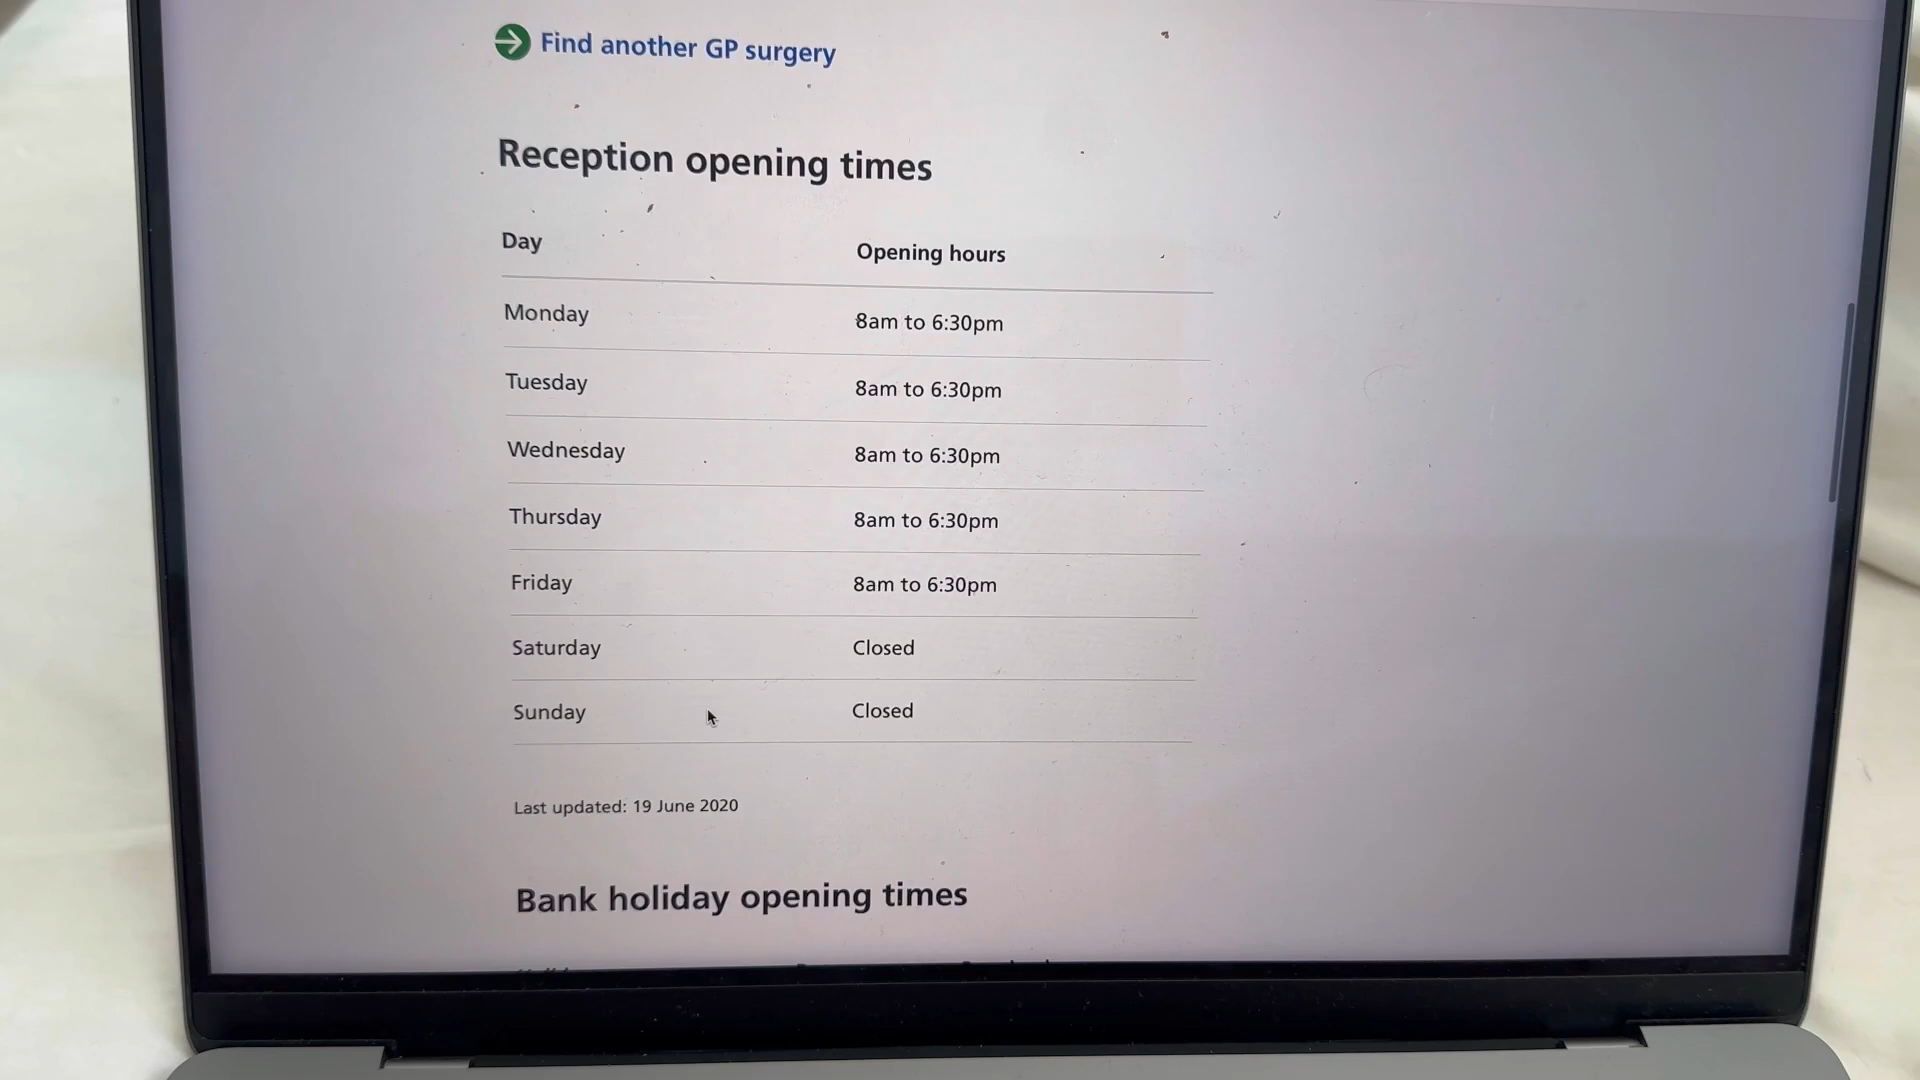 Find another GP surgery
Reception opening times
Day Opening hours
Monday 8am to 6:30pm
Tuesday 8am to 6:30pm
Wednesday 8am to 6:30pm
Thursday 8am to 6:30pm
Friday 8am to 6:30pm
Saturday Closed
Sunday Closed
Last updated: 19 June 2020
Bank holiday opening times